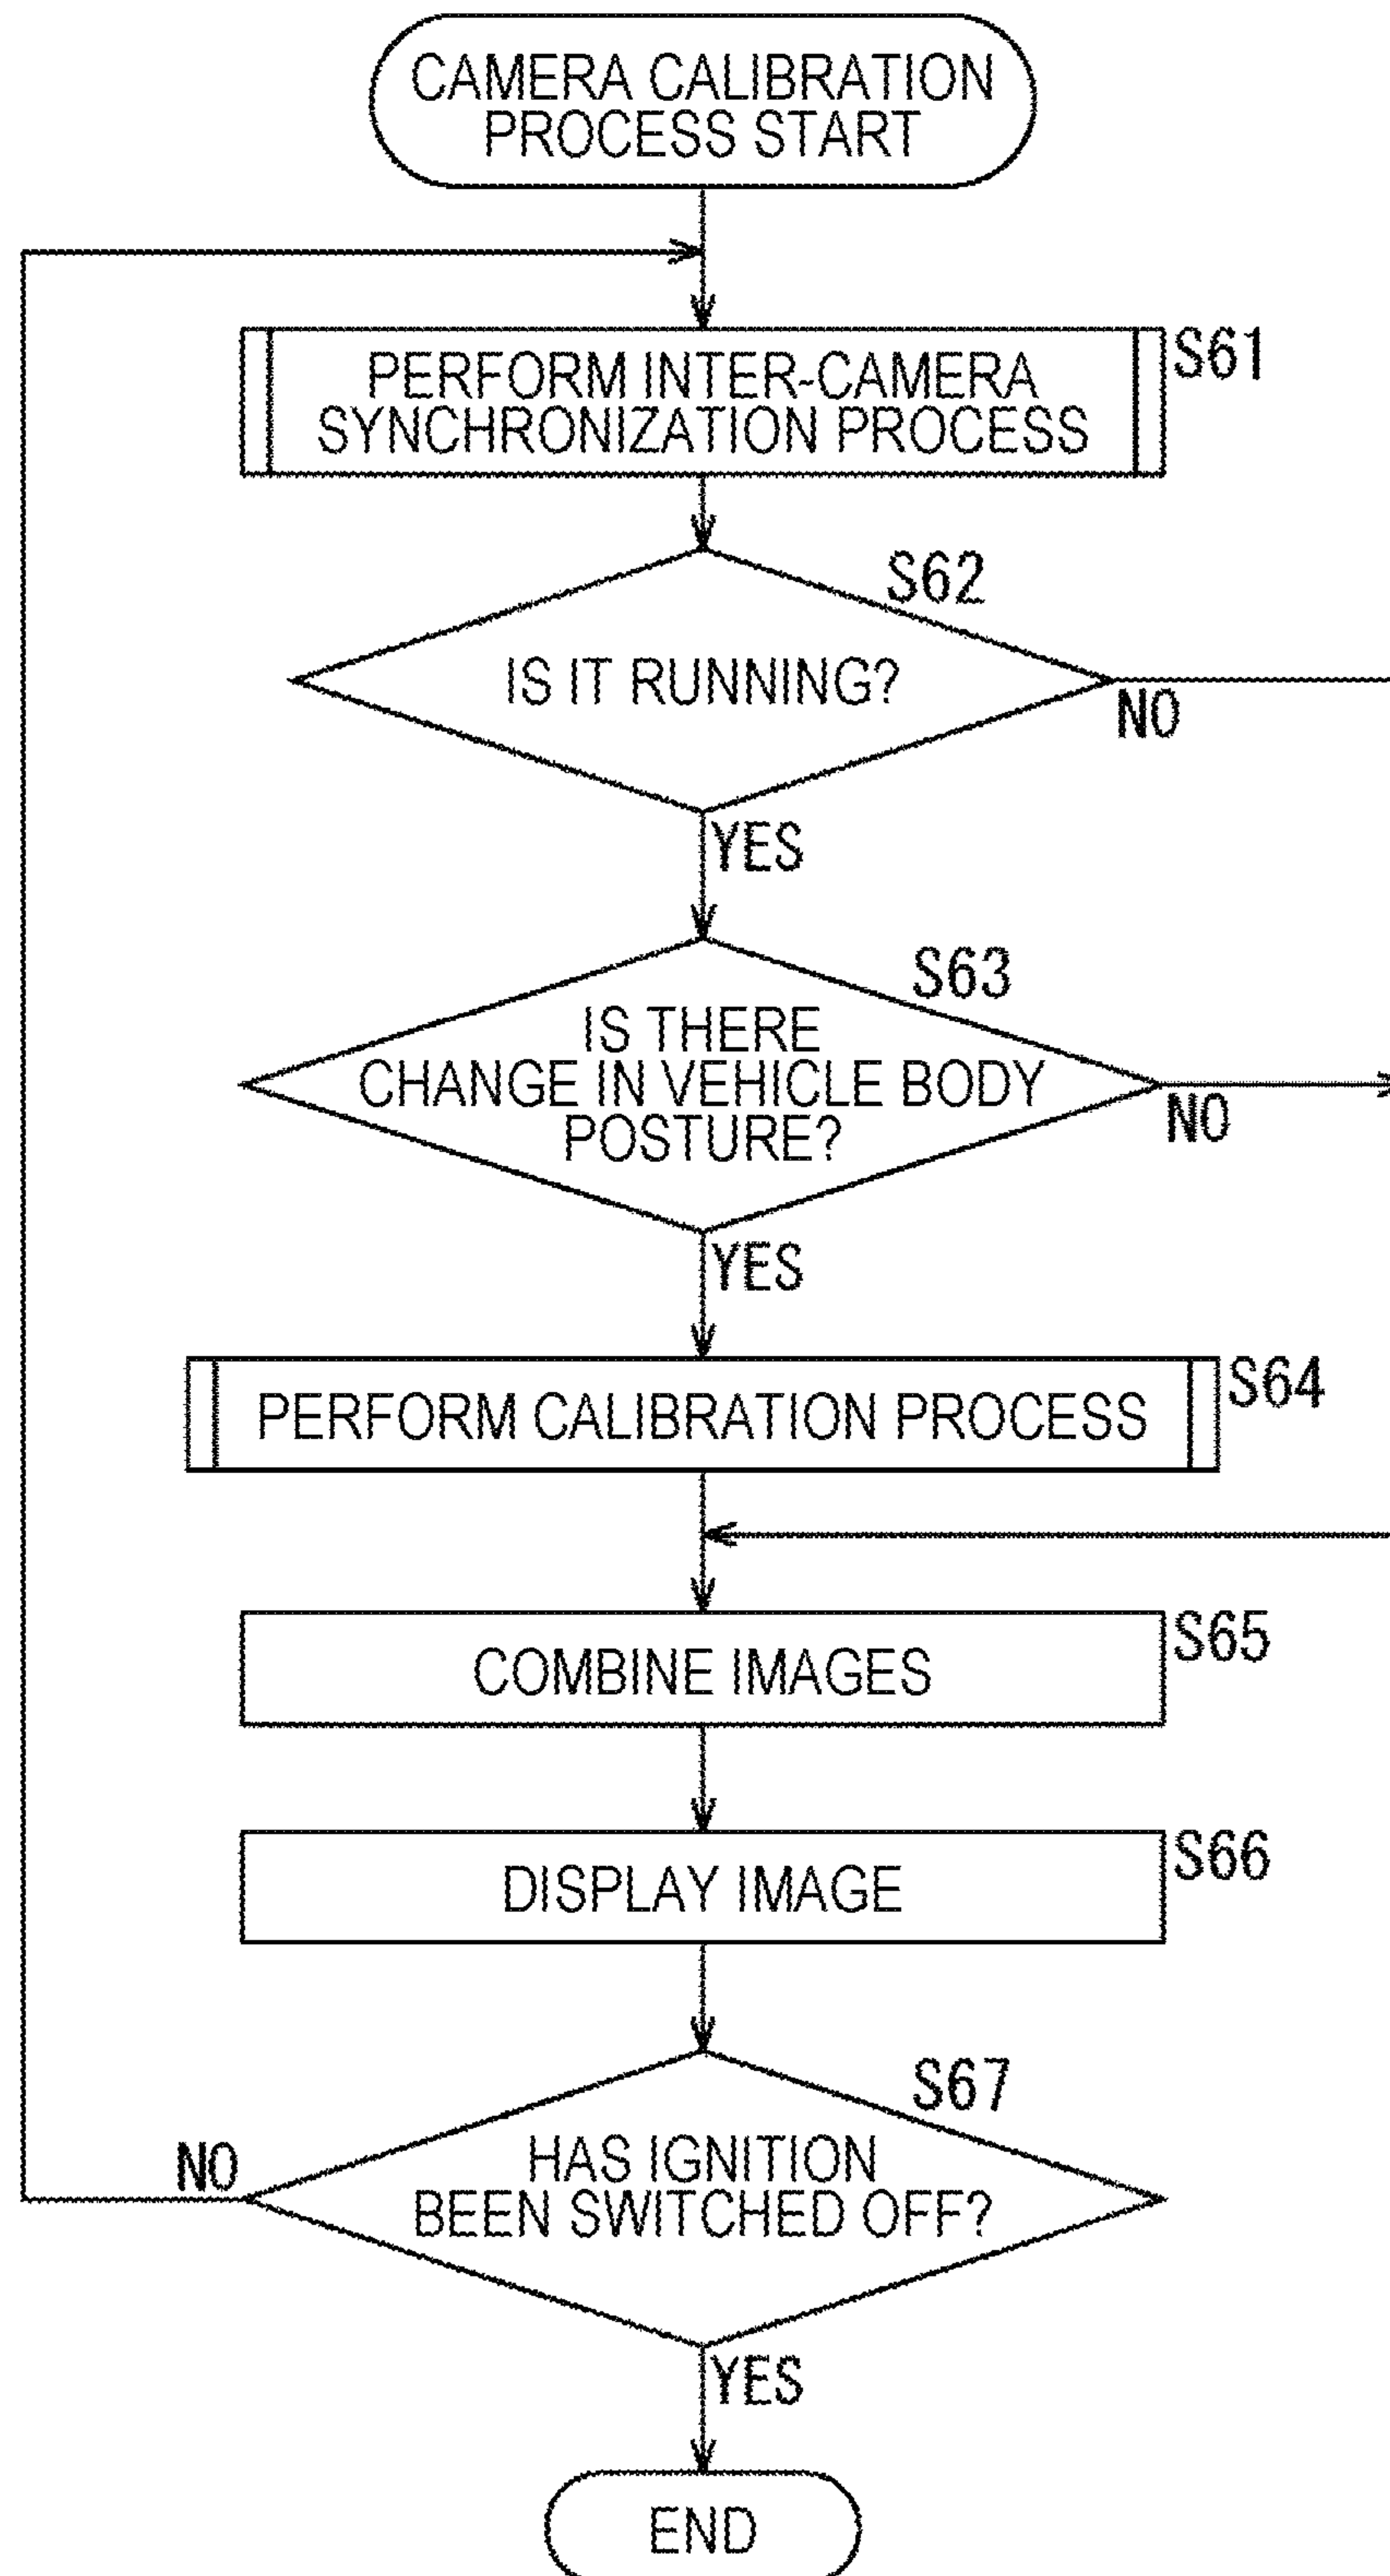 CAMERA CALIBRATION
PROCESS START
PERFORM INTER-CAMERA
SYNCHRONIZATION PROCESS
S61
S62
IS IT RUNNING?
NO
YES
S63
IS THERE
CHANGE IN VEHICLE BODY
POSTURE?
NO
YES
PERFORM CALIBRATION PROCESS
S64
COMBINE IMAGES
S65
DISPLAY IMAGE
S66
S67
HAS IGNITION
BEEN SWITCHED OFF?
NO
YES
END